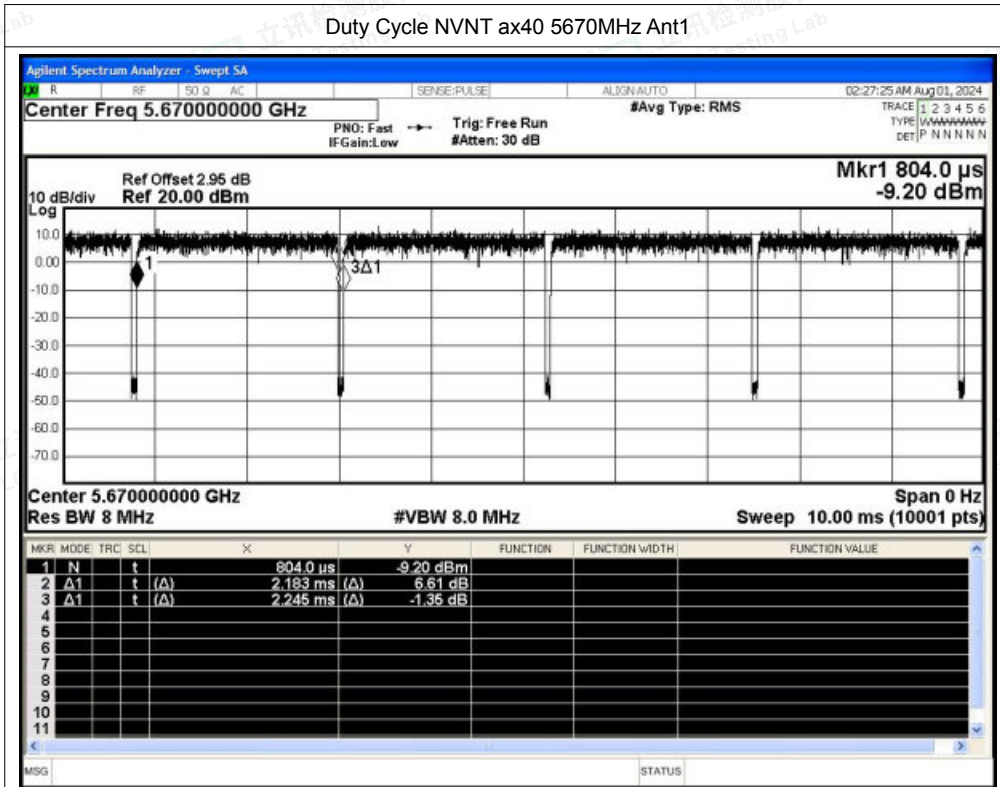 Duty Cycle NVNT ax40 5670MHz Ant1
Agilent Spectrum Analyzer - Swept SA
R RF 50 Ω AC SENSE:PULSE ALIGN AUTO 02:27:25 AM Aug 01, 2024
Center Freq 5.670000000 GHz #Avg Type: RMS TRACE 1 2 3 4 5 6
PNO: Fast Trig: Free Run TYPE
IFGain:Low #Atten: 30 dB DET P N N N N N
Mkr1 804.0 µs
Ref Offset 2.95 dB
10 dB/div Ref 20.00 dBm -9.20 dBm
Log
10.0
0.00
1
3Δ1
-10.0
-20.0
-30.0
-40.0
-50.0
-60.0
-70.0
Center 5.670000000 GHz Span 0 Hz
Res BW 8 MHz #VBW 8.0 MHz Sweep 10.00 ms (10001 pts)
MKR MODE TRC SCL X Y FUNCTION FUNCTION WIDTH FUNCTION VALUE
1 N t 804.0 µs -9.20 dBm
2 Δ1 t (Δ) 2.183 ms (Δ) 6.61 dB
3 Δ1 t (Δ) 2.245 ms (Δ) -1.35 dB
4
5
6
7
8
9
10
11
MSG STATUS